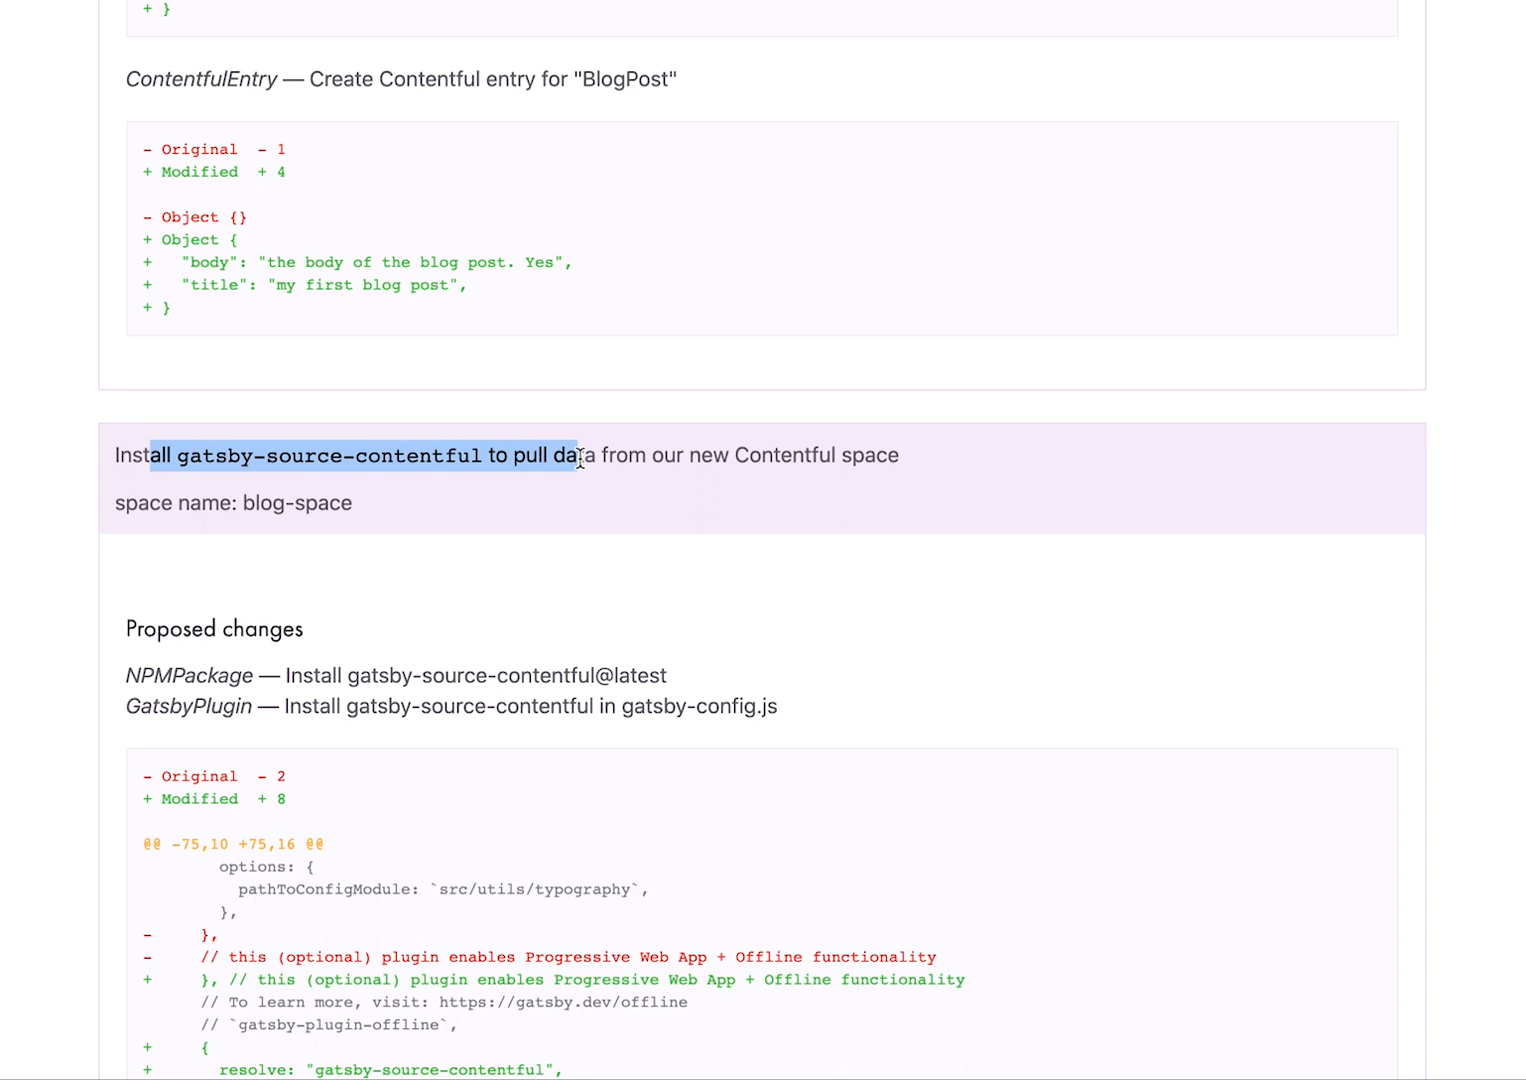 + }
ContentfulEntry — Create Contentful entry for "BlogPost"
- Original  - 1
+ Modified  + 4
- Object {}
+ Object {
+   "body": "the body of the blog post. Yes",
+   "title": "my first blog post",
+ }
Install gatsby-source-contentful to pull data from our new Contentful space
space name: blog-space
Proposed changes
NPMPackage — Install gatsby-source-contentful@latest
GatsbyPlugin — Install gatsby-source-contentful in gatsby-config.js
- Original  - 2
+ Modified  + 8
@@ -75,10 +75,16 @@
        options: {
          pathToConfigModule: `src/utils/typography`,
        },
-     },
-     // this (optional) plugin enables Progressive Web App + Offline functionality
+     }, // this (optional) plugin enables Progressive Web App + Offline functionality
      // To learn more, visit: https://gatsby.dev/offline
      // `gatsby-plugin-offline`,
+     {
+       resolve: "gatsby-source-contentful",